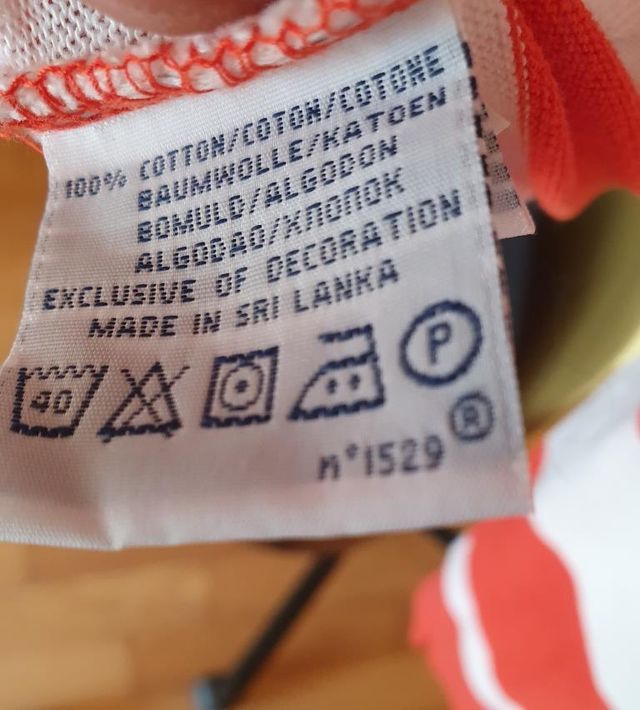 100% COTTON/COTON/COTONE
BAUMWOLLE/KATOEN
BOMULD/ALGODON
ALGODAO/ХЛОПОК
EXCLUSIVE OF DECORATION
MADE IN SRI LANKA
40 P
®
n°1529